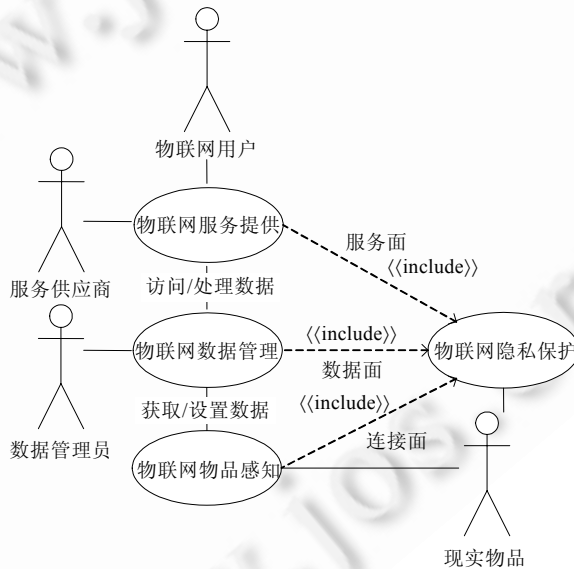 物联网用户
物联网服务提供
服务面
〈〈include〉〉
服务供应商
访问/处理数据
〈〈include〉〉
物联网数据管理
物联网隐私保护
数据面
获取/设置数据
〈〈include〉〉
数据管理员
连接面
物联网物品感知
现实物品